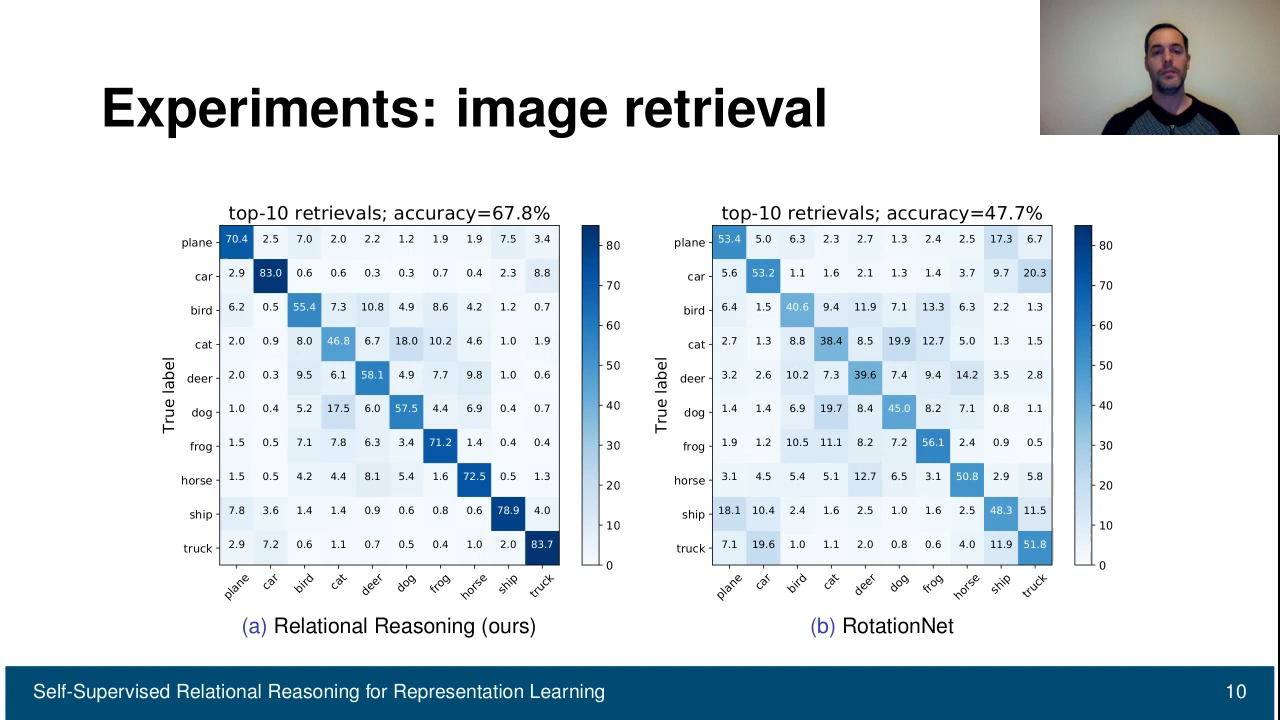 Experiments: image retrieval
top-10 retrievals; accuracy=67.8%
plane 70.4 2.5 7.0 2.0 2.2 1.2 1.9 1.9 7.5 3.4
car 2.9 83.0 0.6 0.6 0.3 0.3 0.7 0.4 2.3 8.8
bird 6.2 0.5 55.4 7.3 10.8 4.9 8.6 4.2 1.2 0.7
cat 2.0 0.9 8.0 46.8 6.7 18.0 10.2 4.6 1.0 1.9
deer 2.0 0.3 9.5 6.1 58.1 4.9 7.7 9.8 1.0 0.6
dog 1.0 0.4 5.2 17.5 6.0 57.5 4.4 6.9 0.4 0.7
frog 1.5 0.5 7.1 7.8 6.3 3.4 71.2 1.4 0.4 0.4
horse 1.5 0.5 4.2 4.4 8.1 5.4 1.6 72.5 0.5 1.3
ship 7.8 3.6 1.4 1.4 0.9 0.6 0.8 0.6 78.9 4.0
truck 2.9 7.2 0.6 1.1 0.7 0.5 0.4 1.0 2.0 83.7
plane car bird cat deer dog frog horse ship truck
True label
80
70
60
50
40
30
20
10
0
(a) Relational Reasoning (ours)
top-10 retrievals; accuracy=47.7%
plane 53.4 5.0 6.3 2.3 2.7 1.3 2.4 2.5 17.3 6.7
car 5.6 53.2 1.1 1.6 2.1 1.3 1.4 3.7 9.7 20.3
bird 6.4 1.5 40.6 9.4 11.9 7.1 13.3 6.3 2.2 1.3
cat 2.7 1.3 8.8 38.4 8.5 19.9 12.7 5.0 1.3 1.5
deer 3.2 2.6 10.2 7.3 39.6 7.4 9.4 14.2 3.5 2.8
dog 1.4 1.4 6.9 19.7 8.4 45.0 8.2 7.1 0.8 1.1
frog 1.9 1.2 10.5 11.1 8.2 7.2 56.1 2.4 0.9 0.5
horse 3.1 4.5 5.4 5.1 12.7 6.5 3.1 50.8 2.9 5.8
ship 18.1 10.4 2.4 1.6 2.5 1.0 1.6 2.5 48.3 11.5
truck 7.1 19.6 1.0 1.1 2.0 0.8 0.6 4.0 11.9 51.8
plane car bird cat deer dog frog horse ship truck
True label
80
70
60
50
40
30
20
10
0
(b) RotationNet
Self-Supervised Relational Reasoning for Representation Learning
10